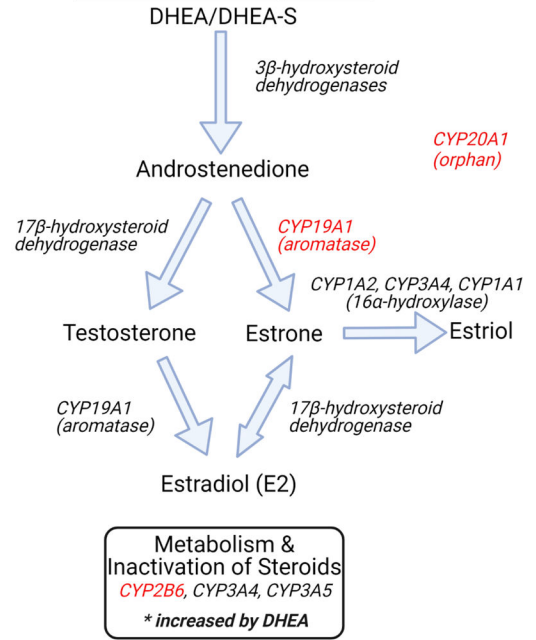 DHEA/DHEA-S
3β-hydroxysteroid
dehydrogenases
CYP20A1
(orphan)
Androstenedione
17β-hydroxysteroid
dehydrogenase
CYP19A1
(aromatase)
CYP1A2, CYP3A4, CYP1A1
(16α-hydroxylase)
Testosterone
Estrone
Estriol
CYP19A1
(aromatase)
17β-hydroxysteroid
dehydrogenase
Estradiol (E2)
Metabolism &
Inactivation of Steroids
CYP2B6, CYP3A4, CYP3A5
* increased by DHEA